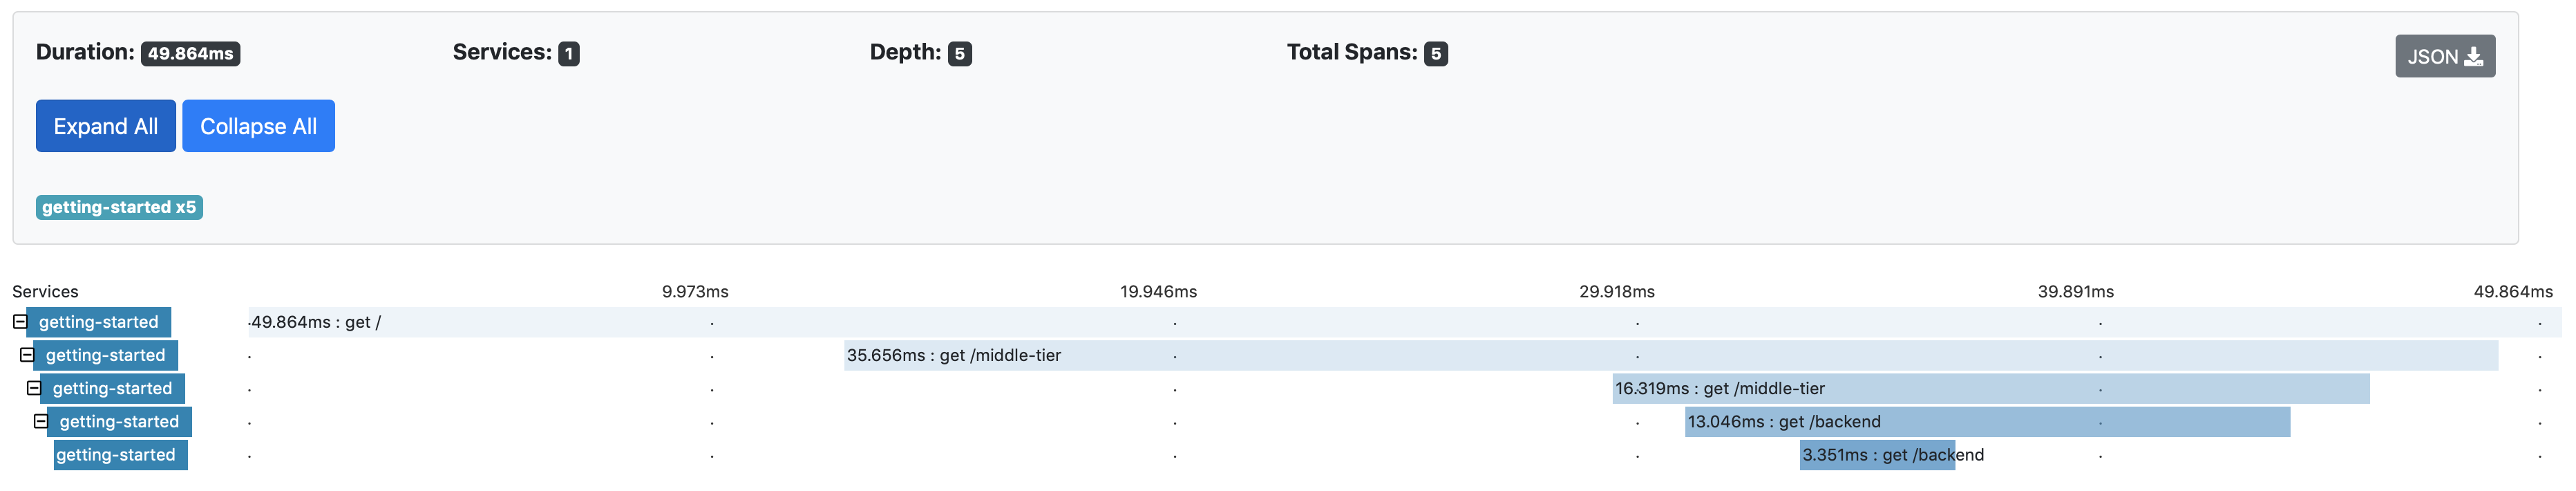 Duration: 49.864ms Services: 1 Depth: 5 Total Spans: 5 JSON
Expand All Collapse All
getting-started x5
Services 9.973ms 19.946ms 29.918ms 39.891ms 49.864ms
getting-started 49.864ms : get /
getting-started 35.656ms : get /middle-tier
getting-started 16.319ms : get /middle-tier
getting-started 13.046ms : get /backend
getting-started 3.351ms : get /backend